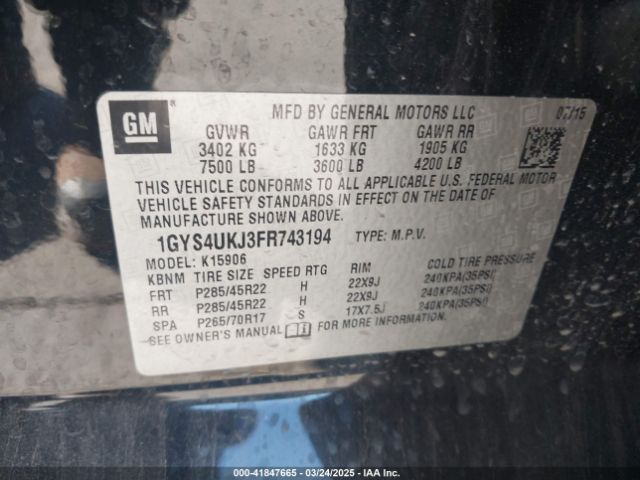 GM ®
MFD BY GENERAL MOTORS LLC 07/15
GVWR GAWR FRT GAWR RR
3402 KG 1633 KG 1905 KG
7500 LB 3600 LB 4200 LB
THIS VEHICLE CONFORMS TO ALL APPLICABLE U.S. FEDERAL MOTOR
VEHICLE SAFETY STANDARDS IN EFFECT ON THE DATE OF
MANUFACTURE SHOWN ABOVE.
1GYS4UKJ3FR743194 TYPE: M.P.V.
MODEL: K15906
KBNM TIRE SIZE SPEED RTG RIM COLD TIRE PRESSURE
FRT P285/45R22 H 22X9J 240KPA(35PSI)
RR P285/45R22 H 22X9J 240KPA(35PSI)
SPA P265/70R17 S 17X7.5J 240KPA(35PSI)
SEE OWNER'S MANUAL FOR MORE INFORMATION.
000-41847665 - 03/24/2025 - IAA Inc.